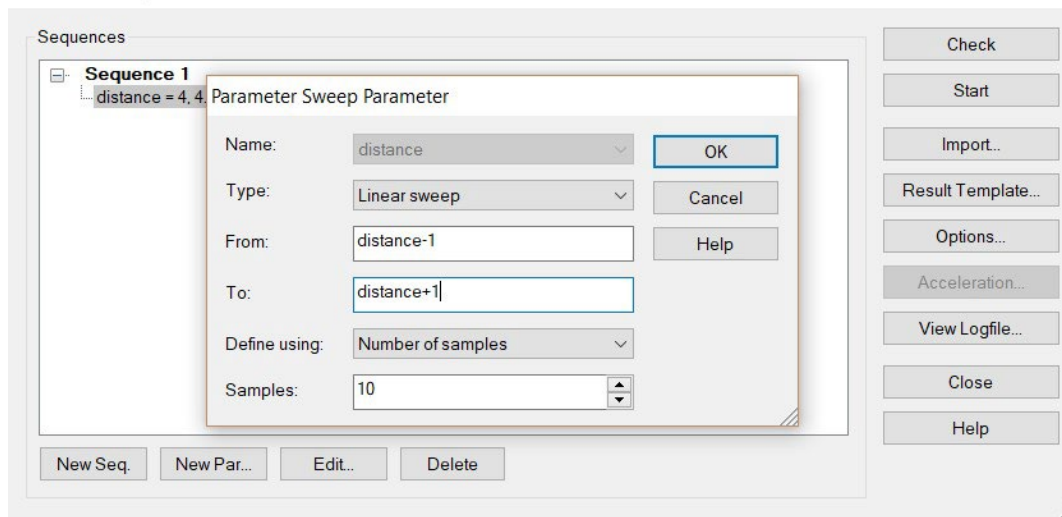 Sequences
Sequence 1
distance = 4, 4.
Parameter Sweep Parameter
Name:
distance
Type:
Linear sweep
From:
distance-1
To:
distance+1
Define using:
Number of samples
Samples:
10
OK
Cancel
Help
New Seq.
New Par...
Edit...
Delete
Check
Start
Import...
Result Template...
Options...
Acceleration...
View Logfile...
Close
Help